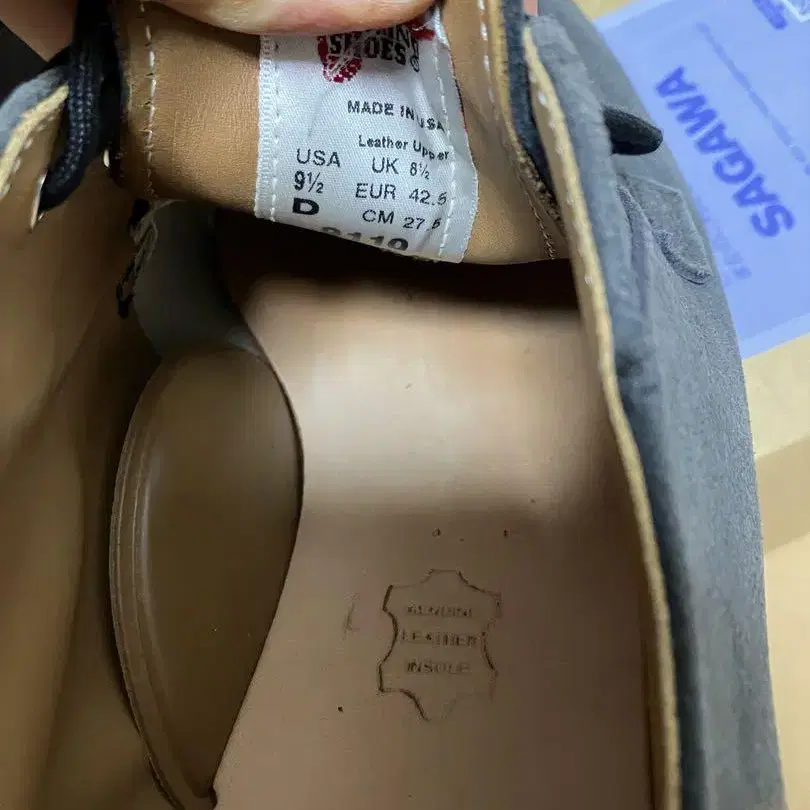 MADE IN USA
Leather Upper
USA UK 8½
9½ EUR 42.5
D CM 27.5
GENUINE
LEATHER
INSOLE
SAGAWA